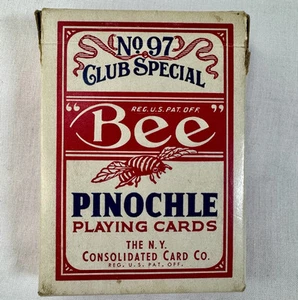 No. 97
CLUB SPECIAL
REG. U.S. PAT. OFF.
"Bee"
PINOCHLE
PLAYING CARDS
THE N.Y.
CONSOLIDATED CARD CO.
REG. U.S. PAT. OFF.